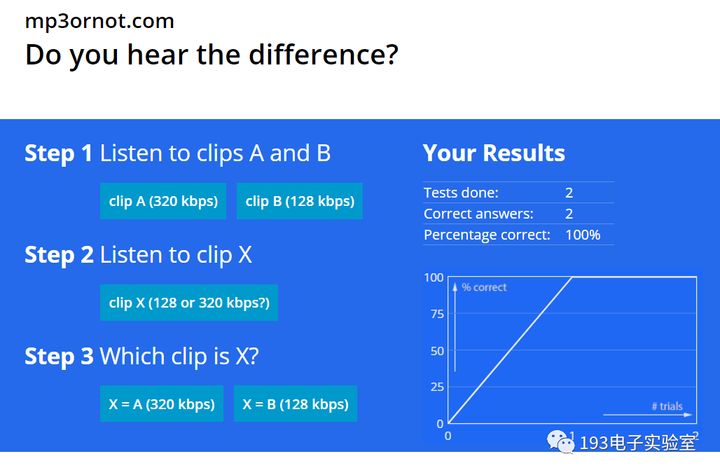 mp3ornot.com
Do you hear the difference?
Step 1 Listen to clips A and B
clip A (320 kbps) clip B (128 kbps)
Step 2 Listen to clip X
clip X (128 or 320 kbps?)
Step 3 Which clip is X?
X = A (320 kbps) X = B (128 kbps)
Your Results
Tests done: 2
Correct answers: 2
Percentage correct: 100%
100
% correct
75
50
25
# trials
0
0 1 2
193电子实验室